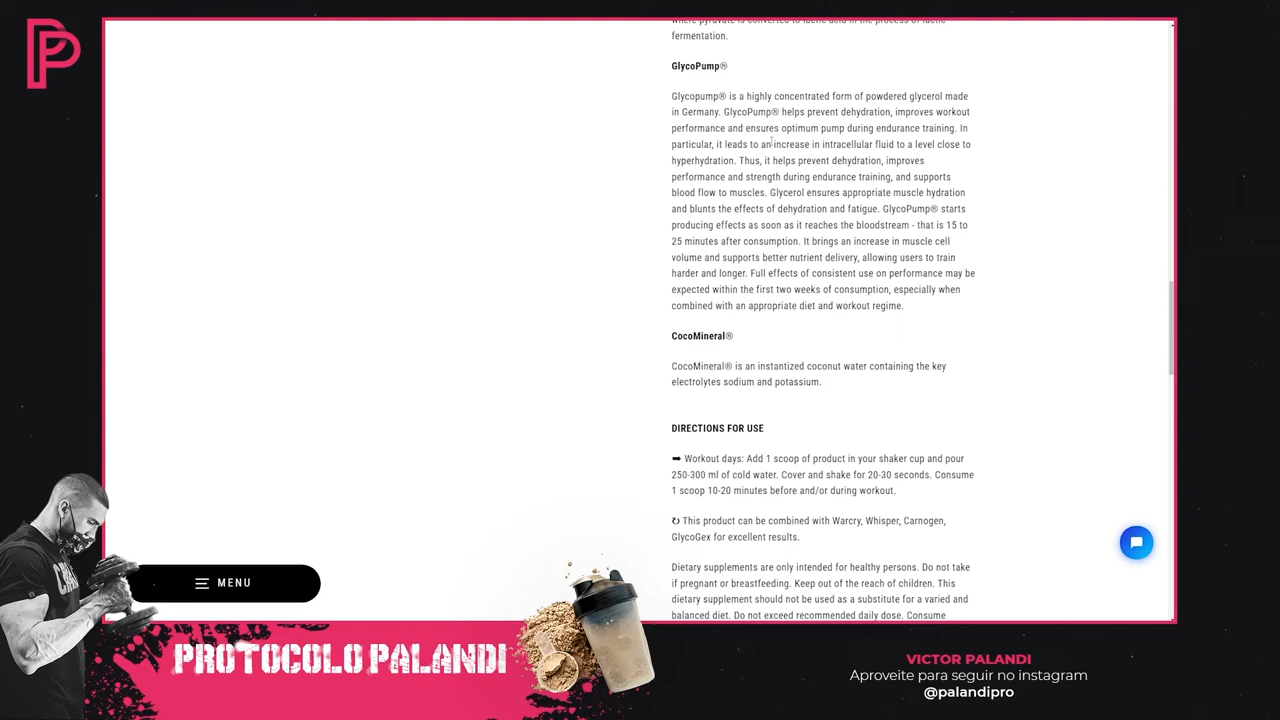 where pyruvate is converted to lactic acid in the process of lactic
fermentation.
GlycoPump®
Glycopump® is a highly concentrated form of powdered glycerol made
in Germany. GlycoPump® helps prevent dehydration, improves workout
performance and ensures optimum pump during endurance training. In
particular, it leads to an increase in intracellular fluid to a level close to
hyperhydration. Thus, it helps prevent dehydration, improves
performance and strength during endurance training, and supports
blood flow to muscles. Glycerol ensures appropriate muscle hydration
and blunts the effects of dehydration and fatigue. GlycoPump® starts
producing effects as soon as it reaches the bloodstream - that is 15 to
25 minutes after consumption. It brings an increase in muscle cell
volume and supports better nutrient delivery, allowing users to train
harder and longer. Full effects of consistent use on performance may be
expected within the first two weeks of consumption, especially when
combined with an appropriate diet and workout regime.
CocoMineral®
CocoMineral® is an instantized coconut water containing the key
electrolytes sodium and potassium.
DIRECTIONS FOR USE
➡ Workout days: Add 1 scoop of product in your shaker cup and pour
250-300 ml of cold water. Cover and shake for 20-30 seconds. Consume
1 scoop 10-20 minutes before and/or during workout.
↻ This product can be combined with Warcry, Whisper, Carnogen,
GlycoGex for excellent results.
Dietary supplements are only intended for healthy persons. Do not take
if pregnant or breastfeeding. Keep out of the reach of children. This
dietary supplement should not be used as a substitute for a varied and
balanced diet. Do not exceed recommended daily dose. Consume
MENU
PROTOCOLO PALANDI
VICTOR PALANDI
Aproveite para seguir no instagram
@palandipro